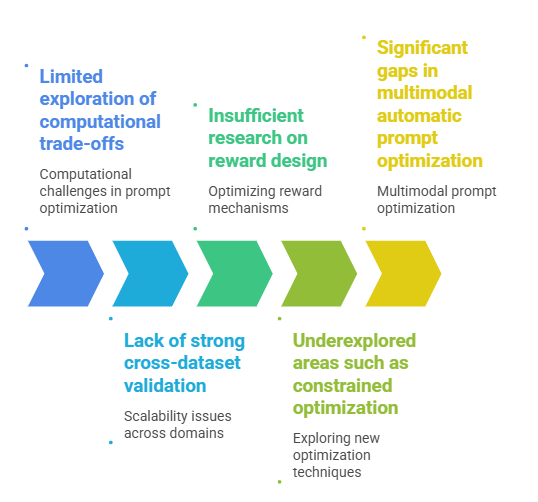 Limited
exploration of
computational
trade-offs
Computational
challenges in prompt
optimization
Insufficient
research on
reward design
Optimizing reward
mechanisms
Significant
gaps in
multimodal
automatic
prompt
optimization
Multimodal prompt
optimization
Lack of strong
cross-dataset
validation
Scalability issues
across domains
Underexplored
areas such as
constrained
optimization
Exploring new
optimization
techniques